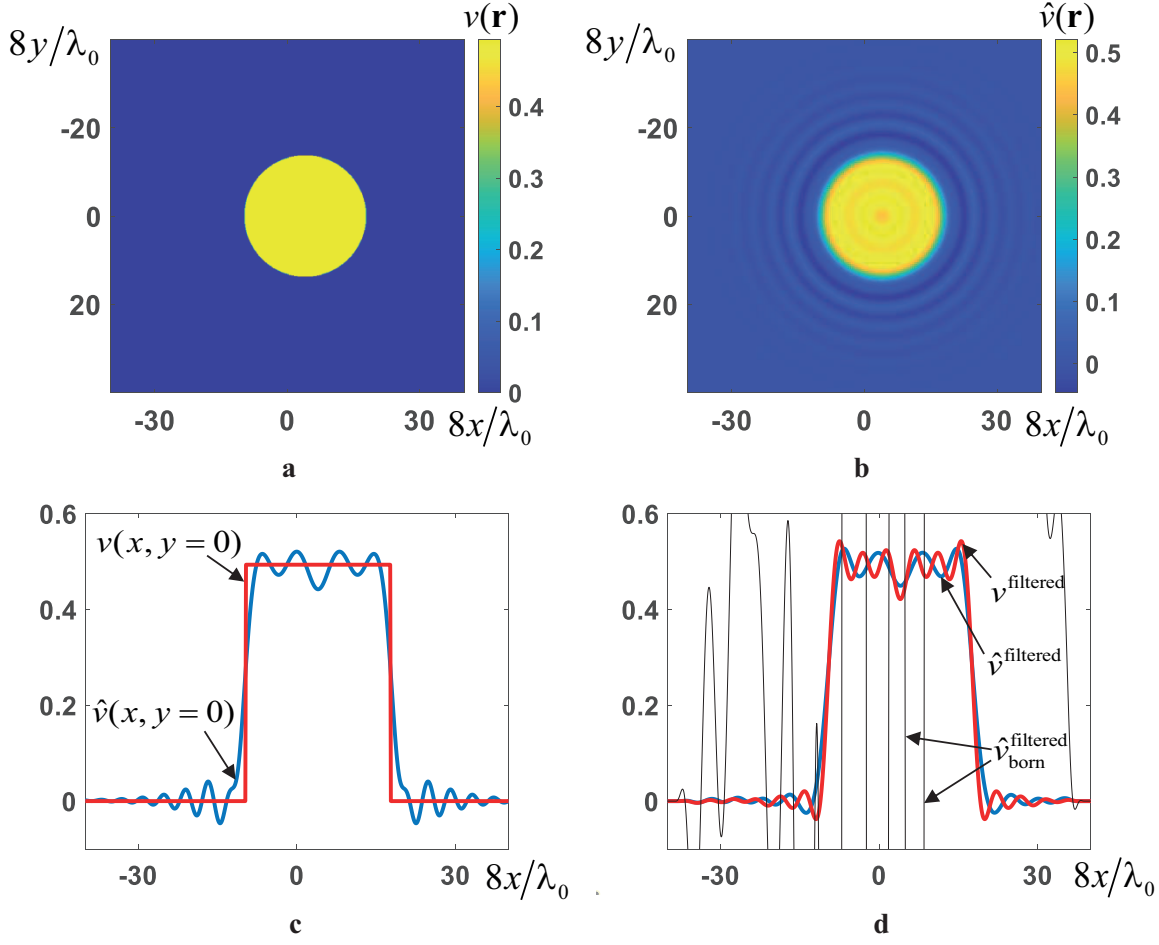 v(r)
8y/λ₀
0.4
-20
0.3
0
0.2
20
0.1
0
-30 0 30 8x/λ₀
a
v̂(r)
8y/λ₀
0.5
0.4
-20
0.3
0
0.2
20
0.1
0
-30 0 30 8x/λ₀
b
0.6
v(x, y = 0)
0.4
0.2
v̂(x, y = 0)
0
-30 0 30 8x/λ₀
c
0.6
v^filtered
0.4
v̂^filtered
0.2
v̂^filtered_born
0
-30 0 30 8x/λ₀
d